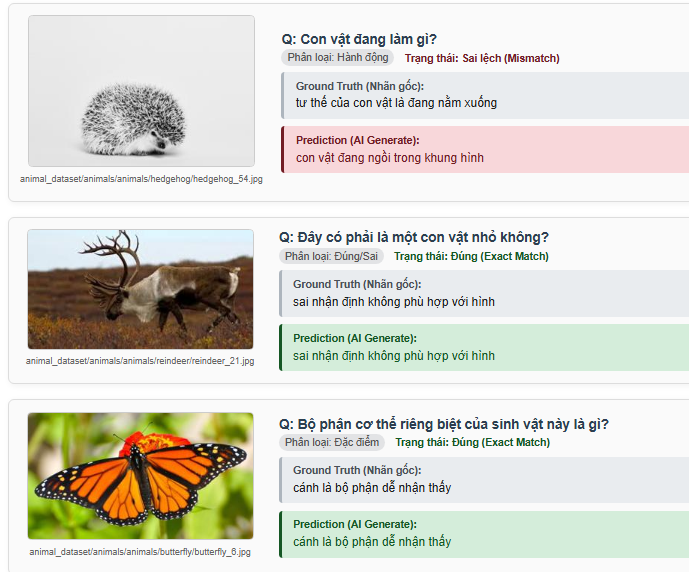 Q: Con vật đang làm gì?
Phân loại: Hành động Trạng thái: Sai lệch (Mismatch)
Ground Truth (Nhãn gốc):
tư thế của con vật là đang nằm xuống
Prediction (AI Generate):
con vật đang ngồi trong khung hình
animal_dataset/animals/animals/hedgehog/hedgehog_54.jpg
Q: Đây có phải là một con vật nhỏ không?
Phân loại: Đúng/Sai Trạng thái: Đúng (Exact Match)
Ground Truth (Nhãn gốc):
sai nhận định không phù hợp với hình
Prediction (AI Generate):
sai nhận định không phù hợp với hình
animal_dataset/animals/animals/reindeer/reindeer_21.jpg
Q: Bộ phận cơ thể riêng biệt của sinh vật này là gì?
Phân loại: Đặc điểm Trạng thái: Đúng (Exact Match)
Ground Truth (Nhãn gốc):
cánh là bộ phận dễ nhận thấy
Prediction (AI Generate):
cánh là bộ phận dễ nhận thấy
animal_dataset/animals/animals/butterfly/butterfly_6.jpg